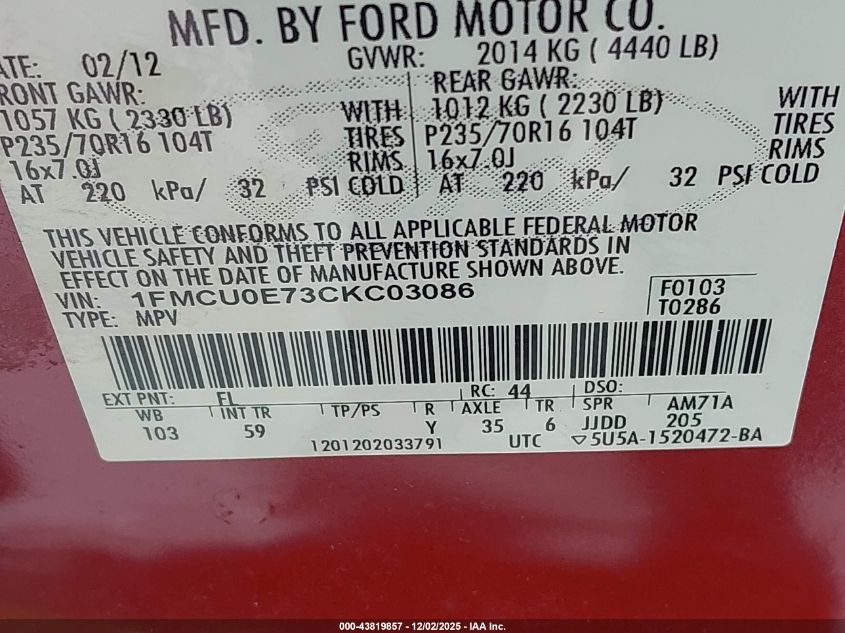 MFD. BY FORD MOTOR CO.
ATE: 02/12 GVWR: 2014 KG ( 4440 LB)
RONT GAWR: REAR GAWR:
1057 KG ( 2330 LB) WITH 1012 KG ( 2230 LB) WITH
P235/70R16 104T TIRES P235/70R16 104T TIRES
16x7.0J RIMS 16x7.0J RIMS
AT 220 kPa/ 32 PSI COLD AT 220 kPa/ 32 PSI COLD
THIS VEHICLE CONFORMS TO ALL APPLICABLE FEDERAL MOTOR
VEHICLE SAFETY AND THEFT PREVENTION STANDARDS IN
EFFECT ON THE DATE OF MANUFACTURE SHOWN ABOVE.
VIN: 1FMCU0E73CKC03086 F0103
TYPE: MPV T0286
EXT PNT: FL RC: 44 DSO:
WB INT TR TP/PS R AXLE TR SPR AM71A
103 59 Y 35 6 JJDD 205
1201202033791 UTC ▽5U5A-1520472-BA
000-43819857 - 12/02/2025 - IAA Inc.